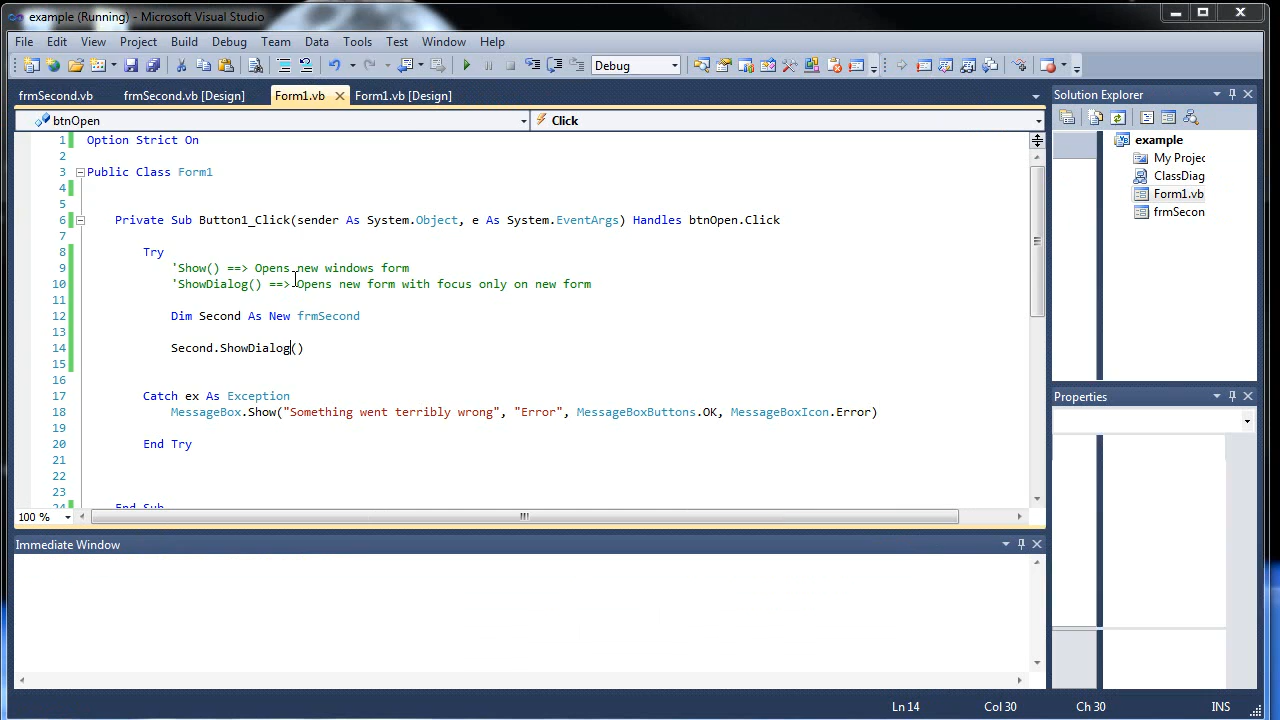 example (Running) - Microsoft Visual Studio
File Edit View Project Build Debug Team Data Tools Test Window Help
Debug
frmSecond.vb frmSecond.vb [Design] Form1.vb Form1.vb [Design]
btnOpen Click
1 Option Strict On
2
3 Public Class Form1
4
5
6 Private Sub Button1_Click(sender As System.Object, e As System.EventArgs) Handles btnOpen.Click
7
8 Try
9 'Show() ==> Opens new windows form
10 'ShowDialog() ==> Opens new form with focus only on new form
11
12 Dim Second As New frmSecond
13
14 Second.ShowDialog()
15
16
17 Catch ex As Exception
18 MessageBox.Show("Something went terribly wrong", "Error", MessageBoxButtons.OK, MessageBoxIcon.Error)
19
20 End Try
21
22
23
24 End Sub
100 %
Immediate Window
Solution Explorer
example
My Projec
ClassDiag
Form1.vb
frmSecon
Properties
Ln 14 Col 30 Ch 30 INS